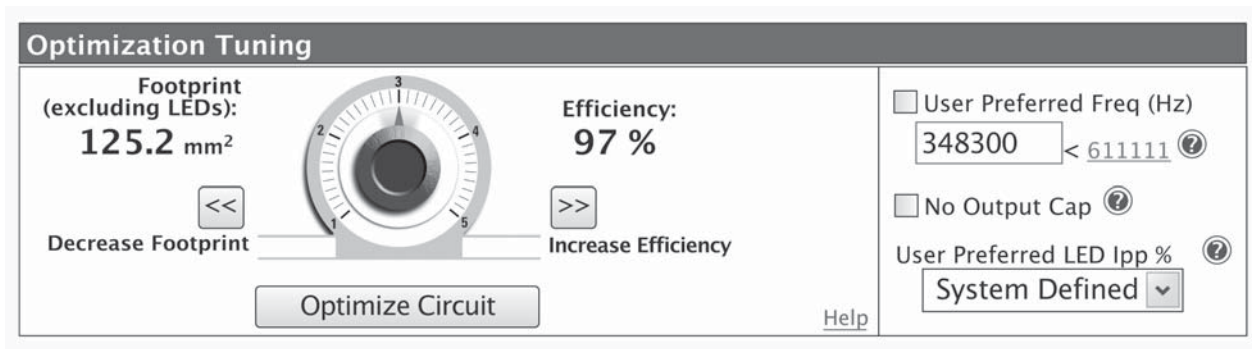 Optimization Tuning
Footprint
(excluding LEDs):
125.2 mm²
<<
Decrease Footprint
1
2
3
4
5
Efficiency:
97 %
>>
Increase Efficiency
Optimize Circuit
Help
User Preferred Freq (Hz)
348300 < 611111 ?
No Output Cap ?
User Preferred LED Ipp % ?
System Defined